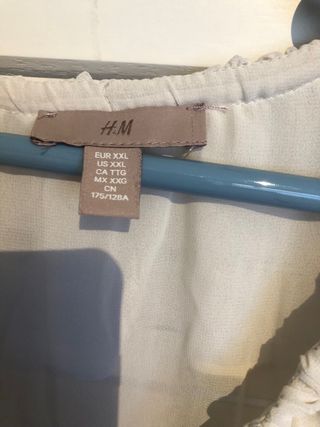 H&M
EUR XXL
US XXL
CA TTG
MX XXG
CN
175/128A